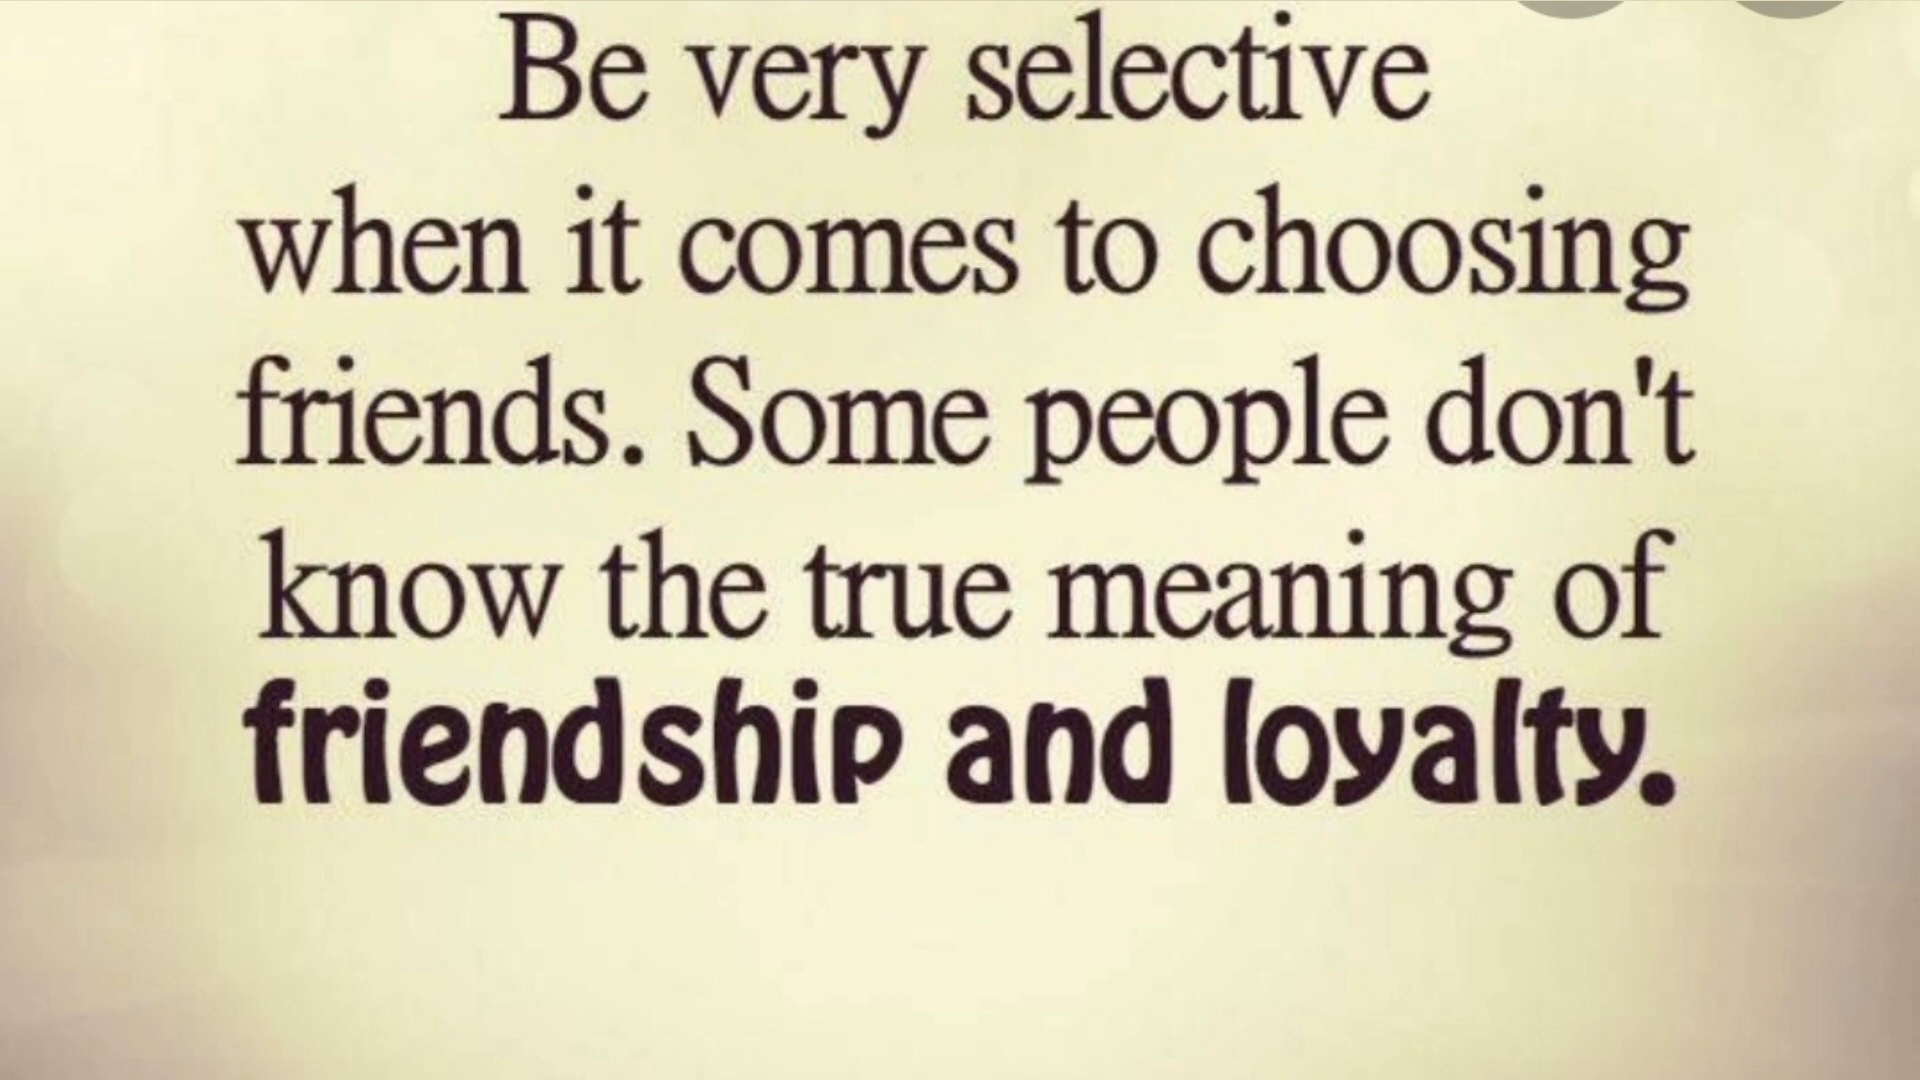 Be very selective
when it comes to choosing
friends. Some people don't
know the true meaning of
friendship and loyalty.